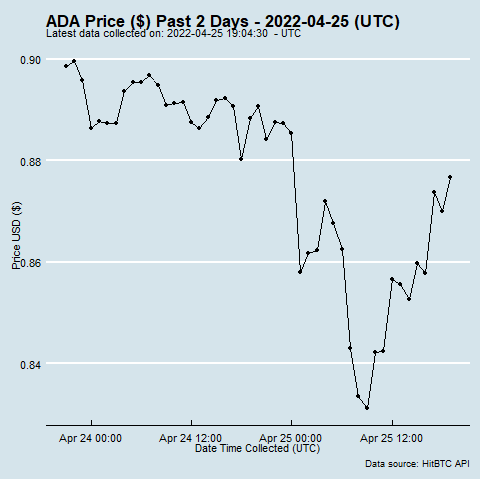 ADA Price ($) Past 2 Days - 2022-04-25 (UTC)
Latest data collected on: 2022-04-25 19:04:30  - UTC
0.90
0.88
0.86
0.84
Price USD ($)
Apr 24 00:00 Apr 24 12:00 Apr 25 00:00 Apr 25 12:00
Date Time Collected (UTC)
Data source: HitBTC API